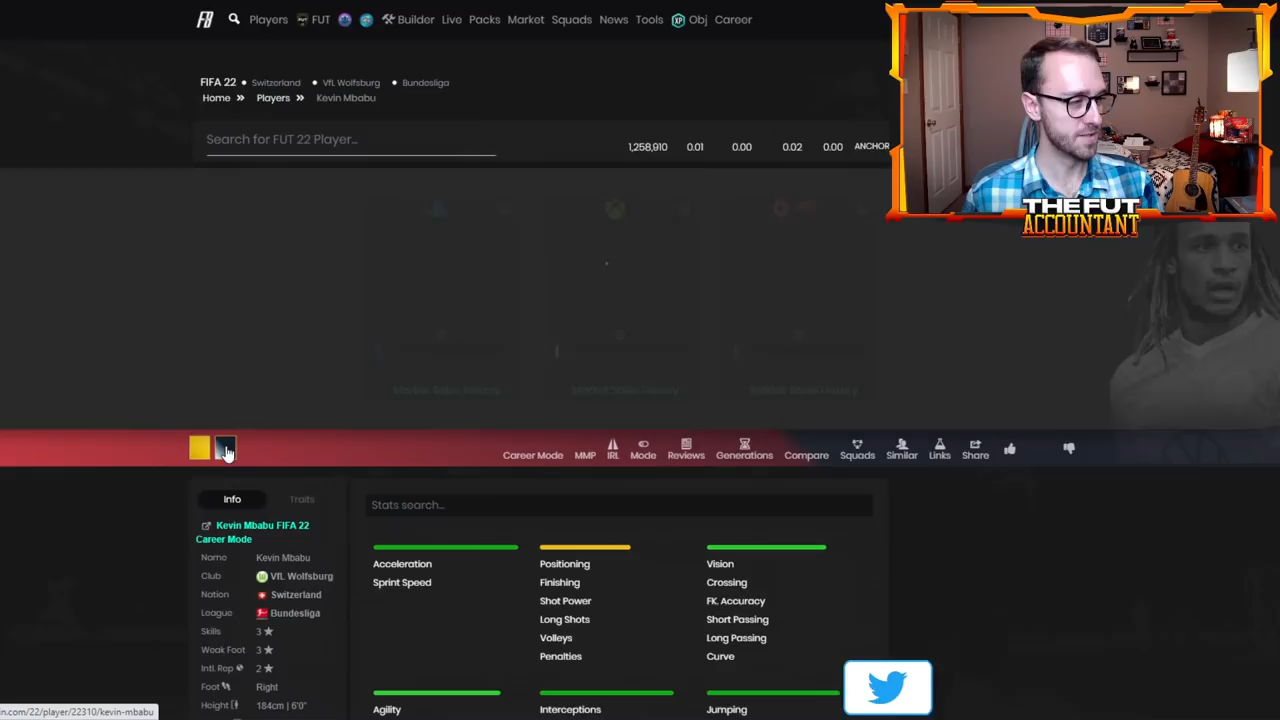 FB Players FUT Builder Live Packs Market Squads News Tools XP Obj Career
FIFA 22 • Switzerland • VfL Wolfsburg • Bundesliga
Home » Players » Kevin Mbabu
Search for FUT 22 Player...
1,258,910 0.01 0.00 0.02 0.00 ANCHOR
THE FUT
ACCOUNTANT
Career Mode MMP IRL Mode Reviews Generations Compare Squads Similar Links Share
Info Traits
Kevin Mbabu FIFA 22
Career Mode
Name Kevin Mbabu
Club VfL Wolfsburg
Nation Switzerland
League Bundesliga
Skills 3 ★
Weak Foot 3 ★
Intl. Rep 2 ★
Foot Right
Height 184cm | 6'0"
Stats search...
Acceleration
Sprint Speed
Positioning
Finishing
Shot Power
Long Shots
Volleys
Penalties
Vision
Crossing
FK. Accuracy
Short Passing
Long Passing
Curve
Agility
Interceptions
Jumping
in.com/22/player/22310/kevin-mbabu